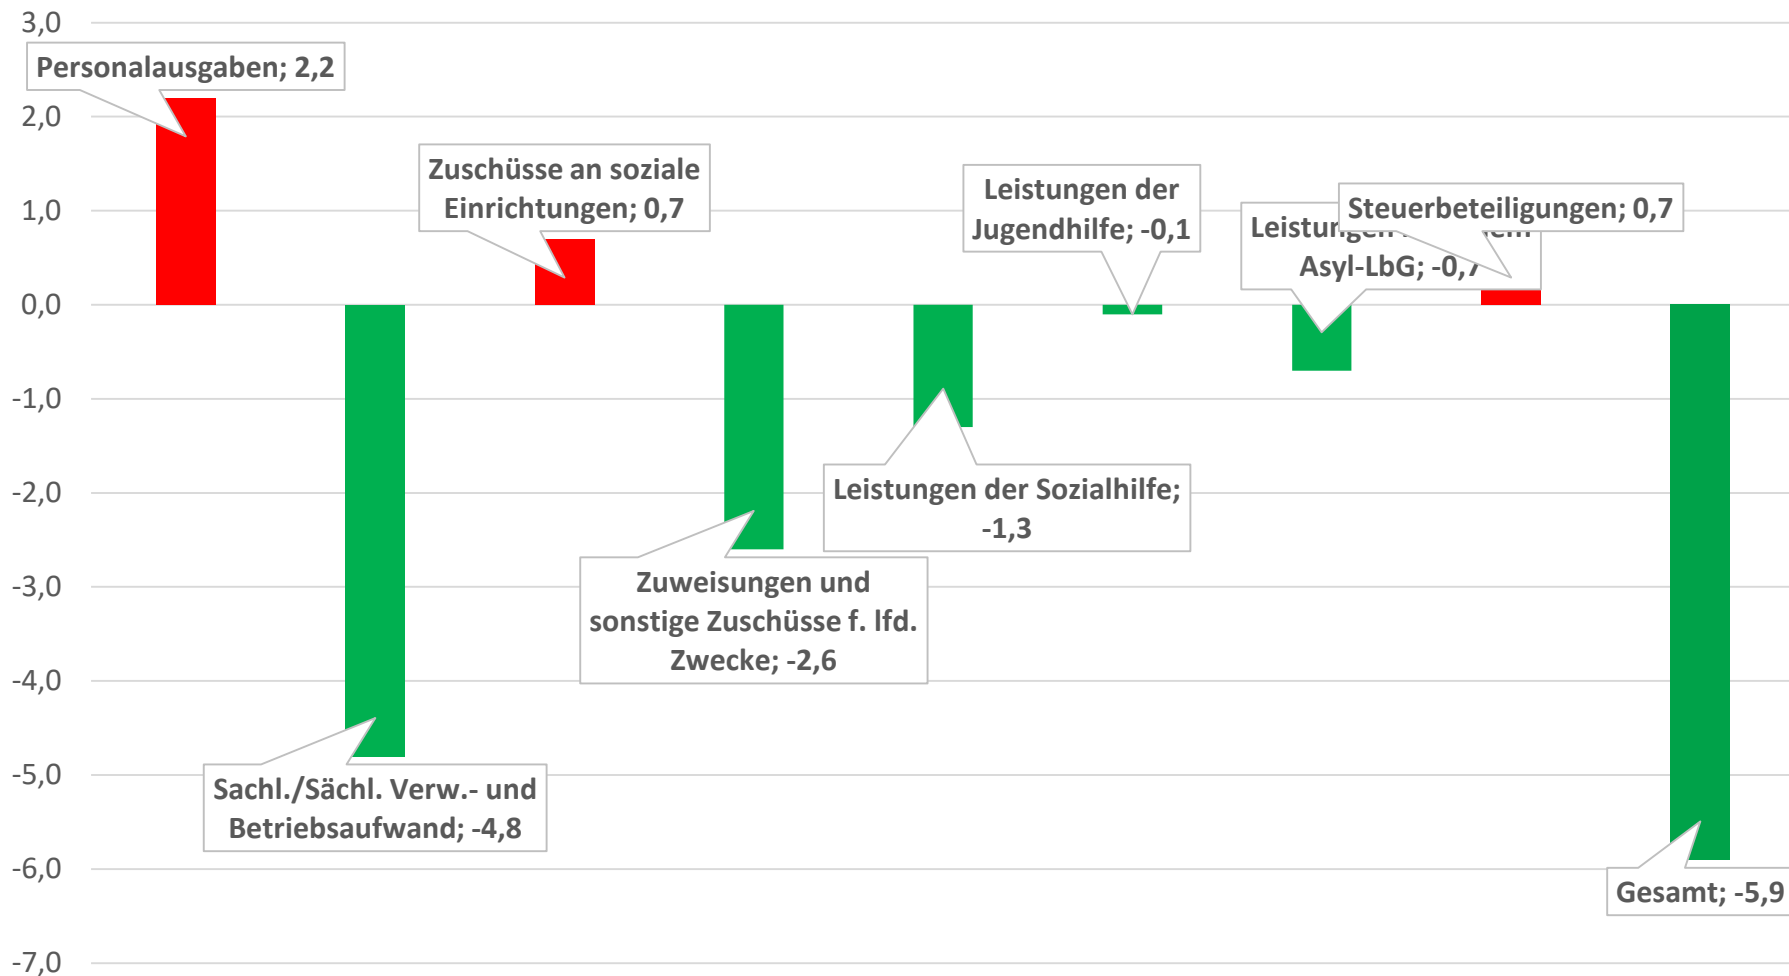 3,0
2,0
1,0
0,0
-1,0
-2,0
-3,0
-4,0
-5,0
-6,0
-7,0
Personalausgaben; 2,2
Sachl./Sächl. Verw.- und
Betriebsaufwand; -4,8
Zuschüsse an soziale
Einrichtungen; 0,7
Zuweisungen und
sonstige Zuschüsse f. lfd.
Zwecke; -2,6
Leistungen der Sozialhilfe;
-1,3
Leistungen der
Jugendhilfe; -0,1
Leistungen
Asyl-LbG; -0,7
Steuerbeteiligungen; 0,7
Gesamt; -5,9